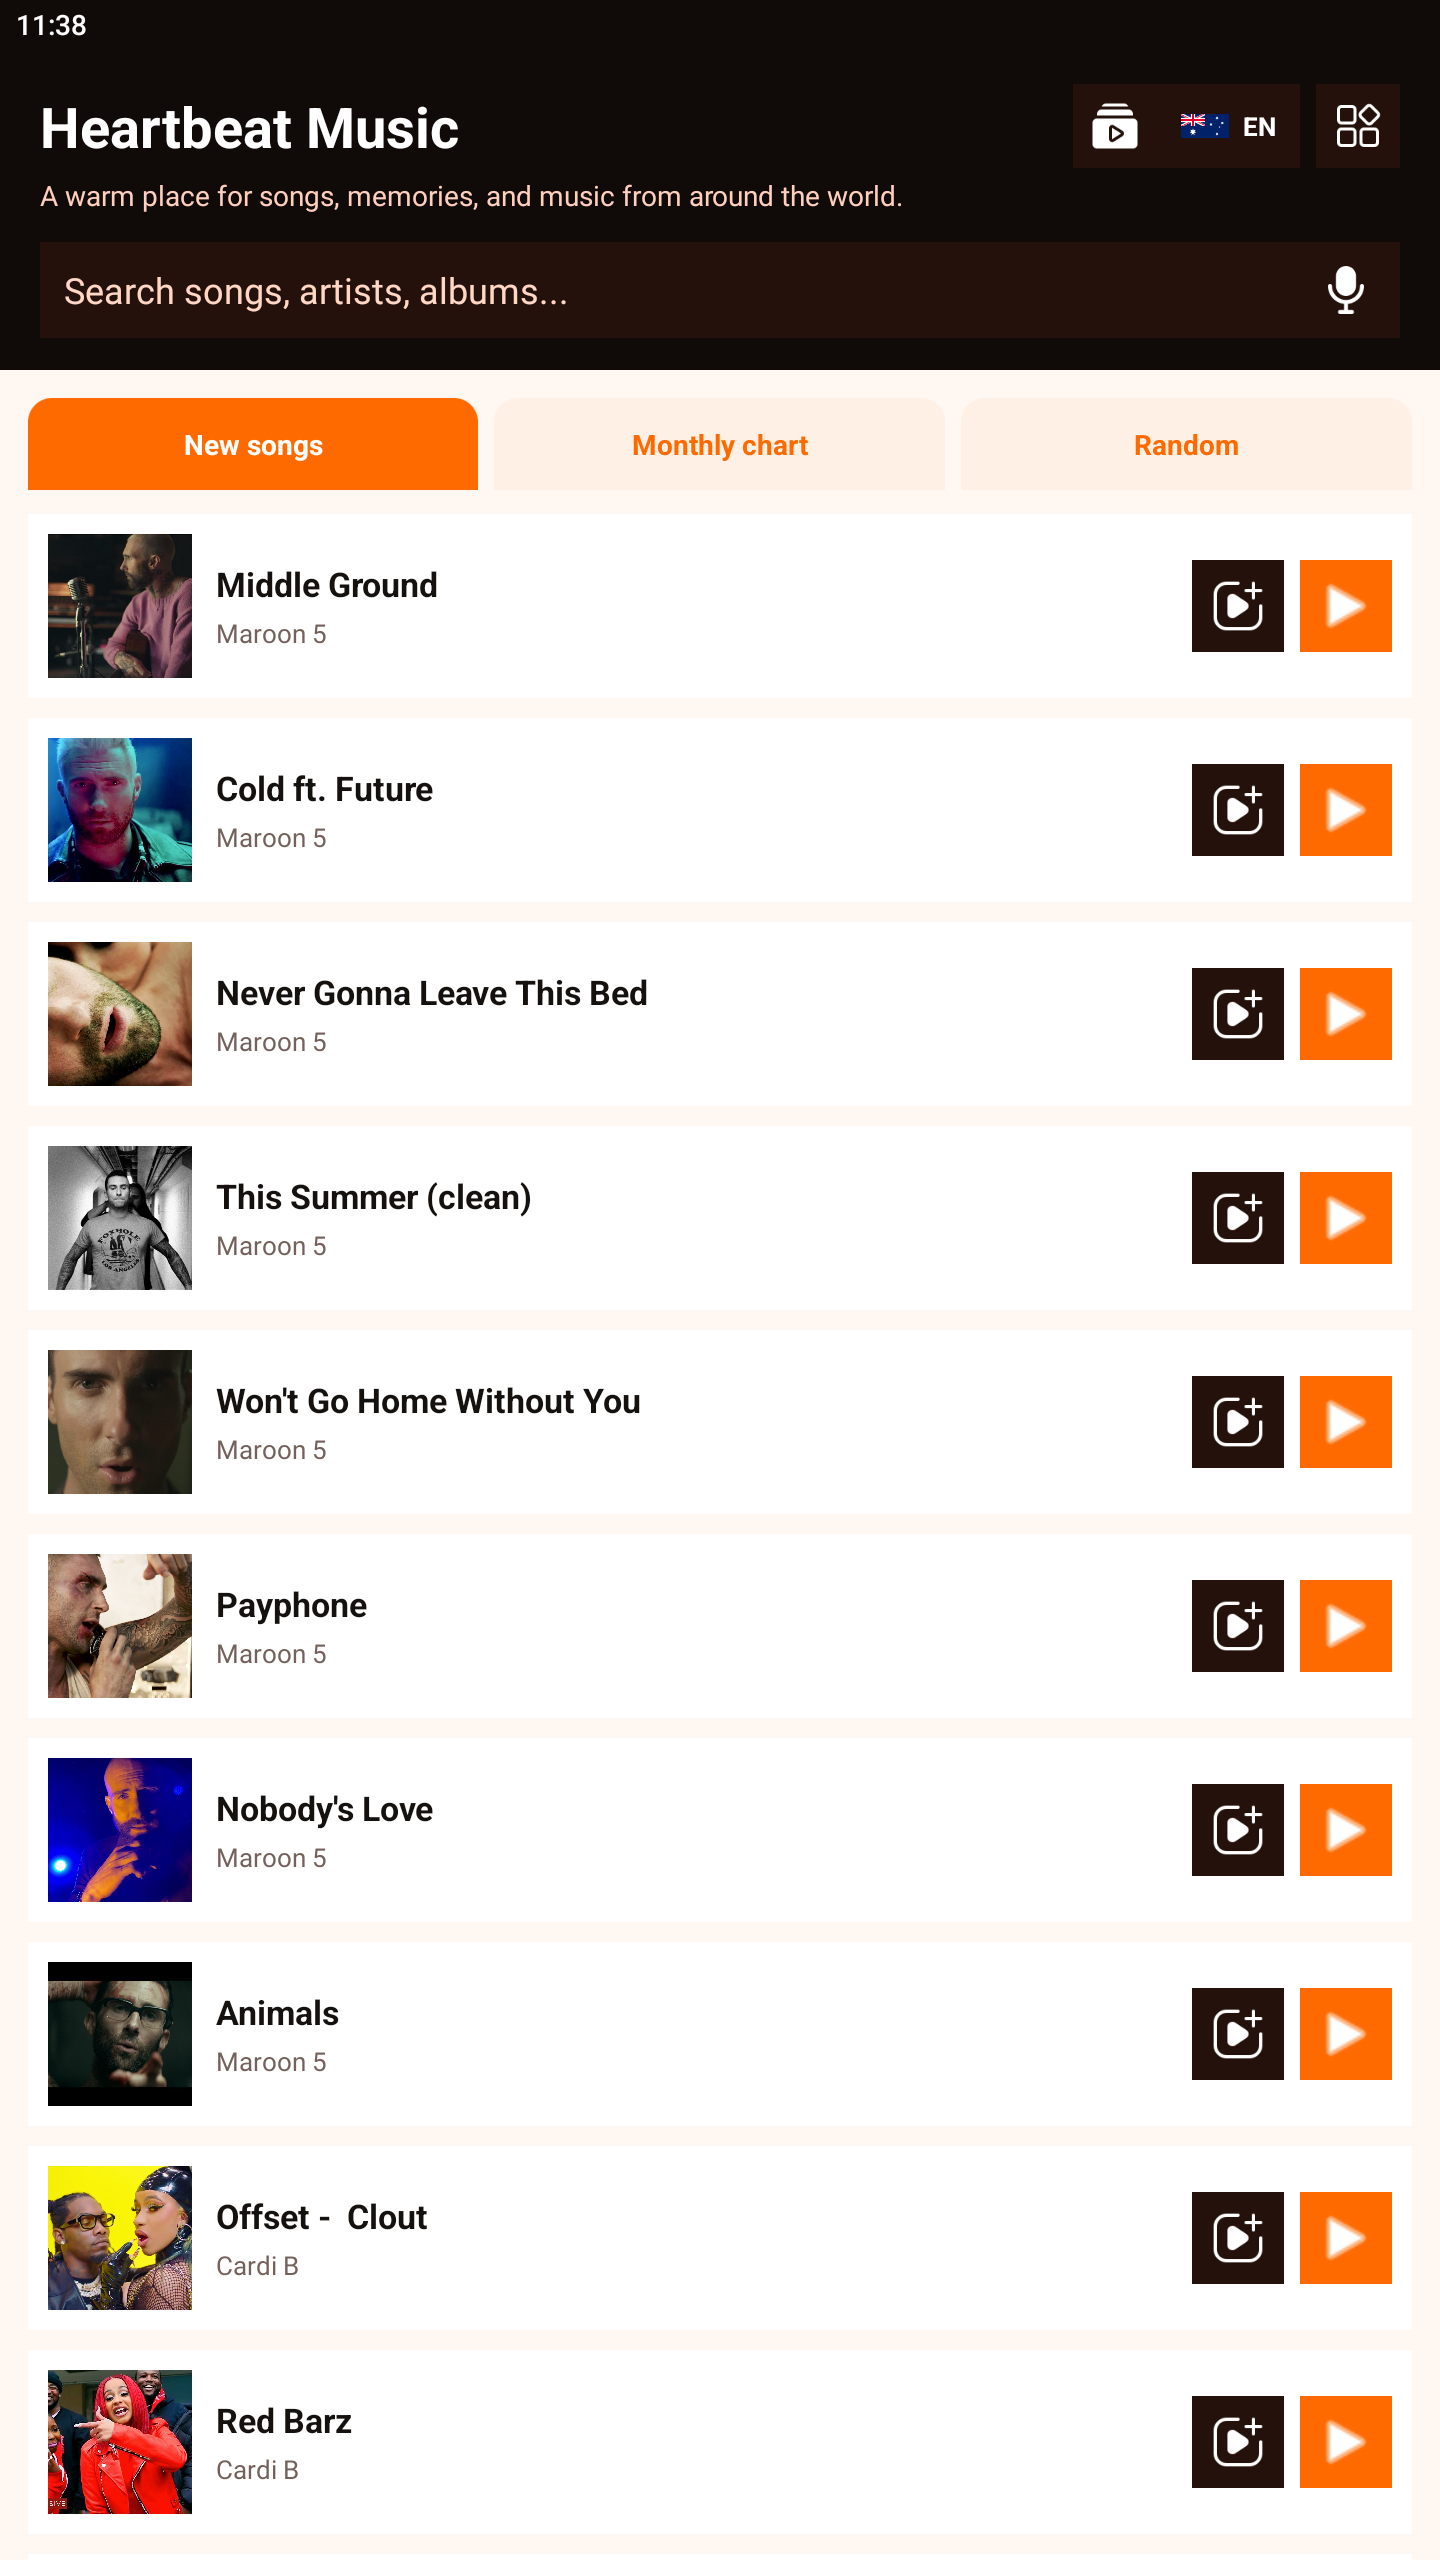 11:38
Heartbeat Music
EN
A warm place for songs, memories, and music from around the world.
Search songs, artists, albums...
New songs
Monthly chart
Random
Middle Ground
Maroon 5
Cold ft. Future
Maroon 5
Never Gonna Leave This Bed
Maroon 5
This Summer (clean)
Maroon 5
FOXHOLE
LOS ANGELES
Won't Go Home Without You
Maroon 5
Payphone
Maroon 5
Nobody's Love
Maroon 5
Animals
Maroon 5
Offset -  Clout
Cardi B
Red Barz
Cardi B